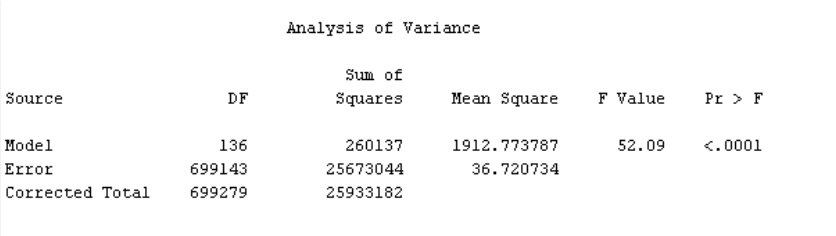 Analysis of Variance
Sum of
Source DF Squares Mean Square F Value Pr > F
Model 136 260137 1912.773787 52.09 <.0001
Error 699143 25673044 36.720734
Corrected Total 699279 25933182